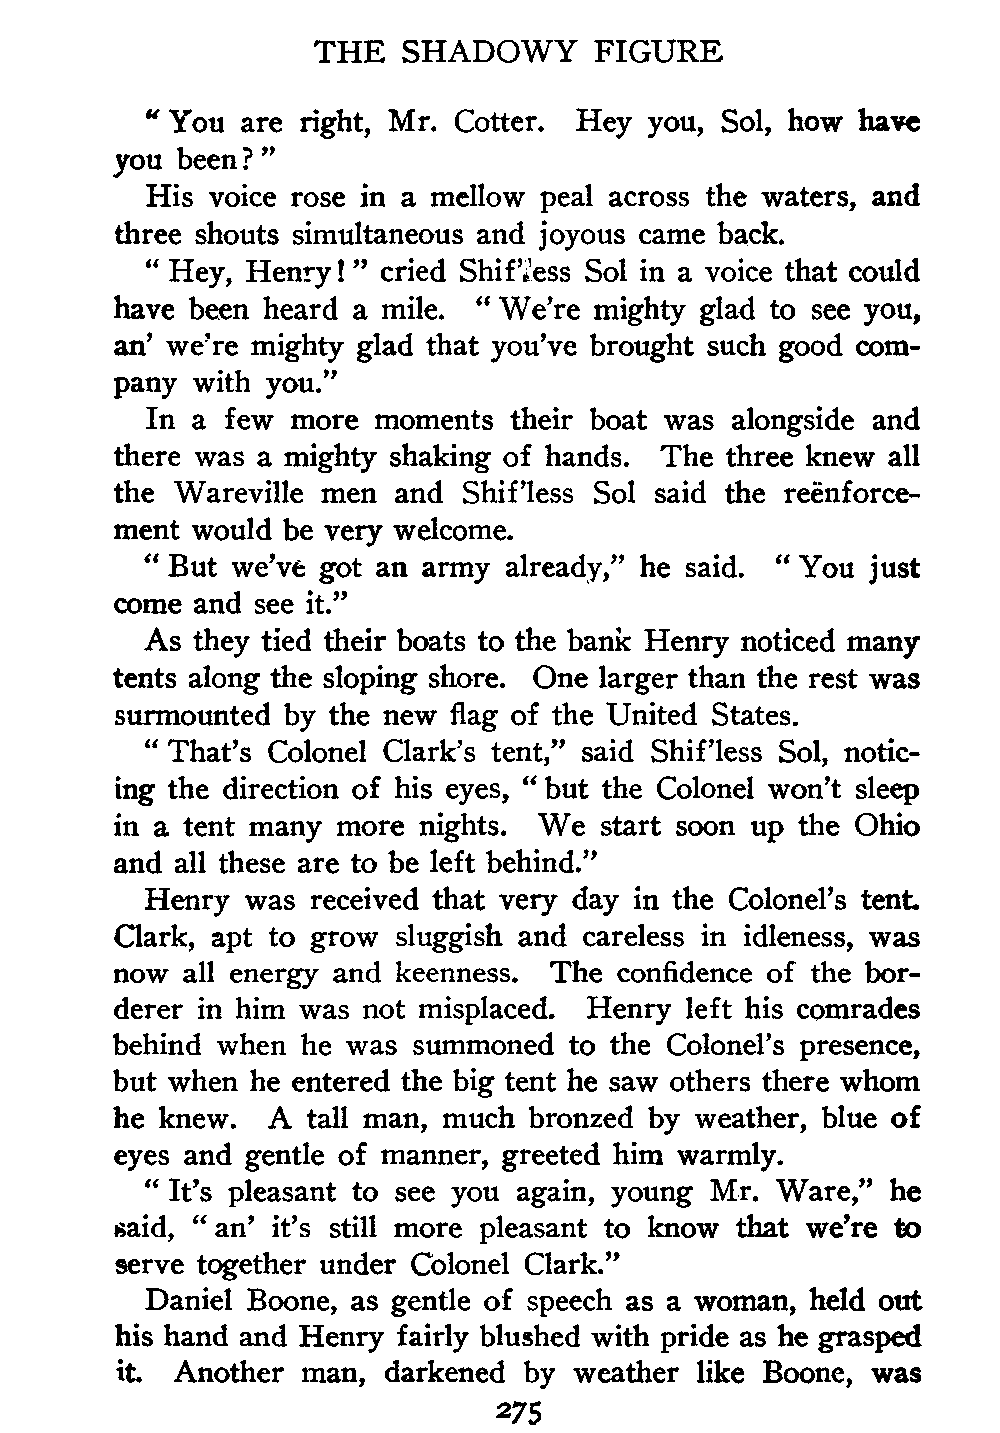 THE SHADOWY FIGURE
“ You are right, Mr. Cotter. Hey you, Sol, how have
you been? ”
His voice rose in a mellow peal across the waters, and
three shouts simultaneous and joyous came back.
“ Hey, Henry! ” cried Shif’less Sol in a voice that could
have been heard a mile. “ We’re mighty glad to see you,
an’ we’re mighty glad that you’ve brought such good com-
pany with you.”
In a few more moments their boat was alongside and
there was a mighty shaking of hands. The three knew all
the Wareville men and Shif’less Sol said the reënforce-
ment would be very welcome.
“ But we’ve got an army already,” he said. “ You just
come and see it.”
As they tied their boats to the bank Henry noticed many
tents along the sloping shore. One larger than the rest was
surmounted by the new flag of the United States.
“ That’s Colonel Clark’s tent,” said Shif’less Sol, notic-
ing the direction of his eyes, “ but the Colonel won’t sleep
in a tent many more nights. We start soon up the Ohio
and all these are to be left behind.”
Henry was received that very day in the Colonel’s tent.
Clark, apt to grow sluggish and careless in idleness, was
now all energy and keenness. The confidence of the bor-
derer in him was not misplaced. Henry left his comrades
behind when he was summoned to the Colonel’s presence,
but when he entered the big tent he saw others there whom
he knew. A tall man, much bronzed by weather, blue of
eyes and gentle of manner, greeted him warmly.
“ It’s pleasant to see you again, young Mr. Ware,” he
said, “ an’ it’s still more pleasant to know that we’re to
serve together under Colonel Clark.”
Daniel Boone, as gentle of speech as a woman, held out
his hand and Henry fairly blushed with pride as he grasped
it. Another man, darkened by weather like Boone, was
275